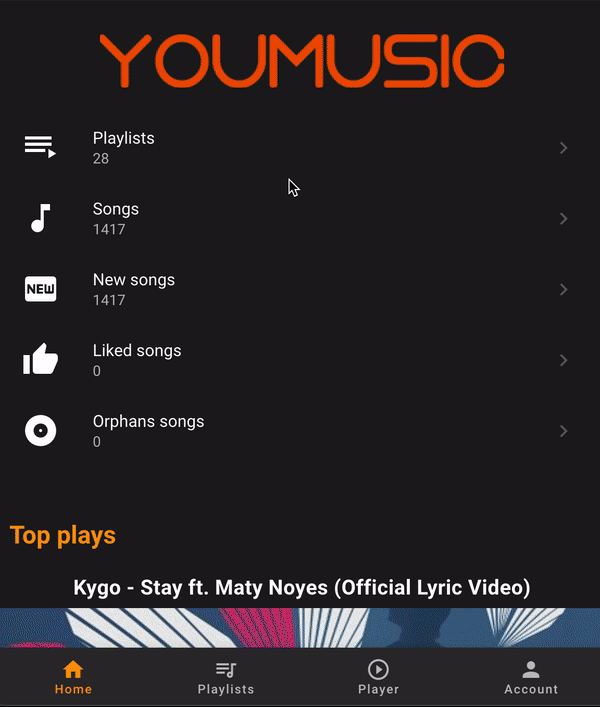 YOUMUSIC
Playlists
28
Songs
1417
NEW
New songs
1417
Liked songs
0
Orphans songs
0
Top plays
Kygo - Stay ft. Maty Noyes (Official Lyric Video)
Home
Playlists
Player
Account